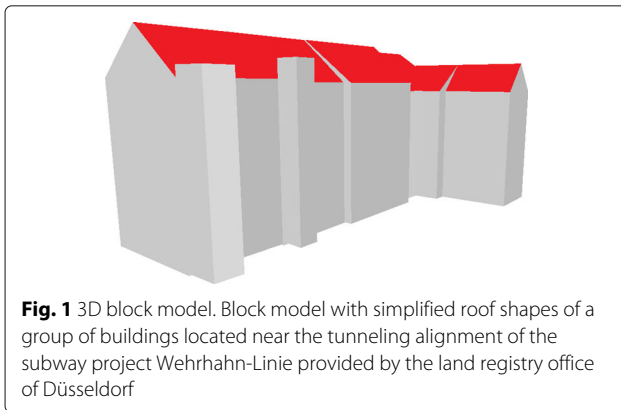 Fig. 1 3D block model. Block model with simplified roof shapes of a
group of buildings located near the tunneling alignment of the
subway project Wehrhahn-Linie provided by the land registry office
of Düsseldorf